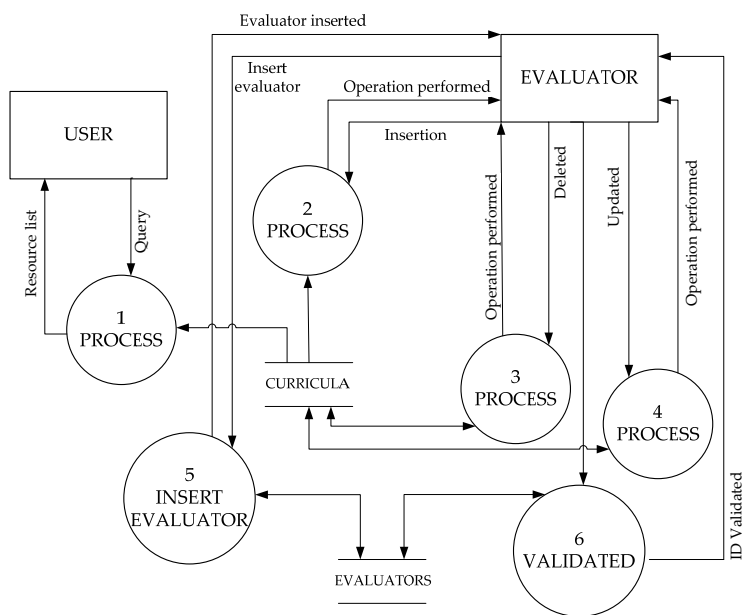 Evaluator inserted
Insert
evaluator
Operation performed
EVALUATOR
USER
Insertion
Resource list
Query
2
PROCESS
Operation performed
Deleted
Updated
Operation performed
1
PROCESS
CURRICULA
3
PROCESS
4
PROCESS
5
INSERT
EVALUATOR
6
VALIDATED
ID Validated
EVALUATORS